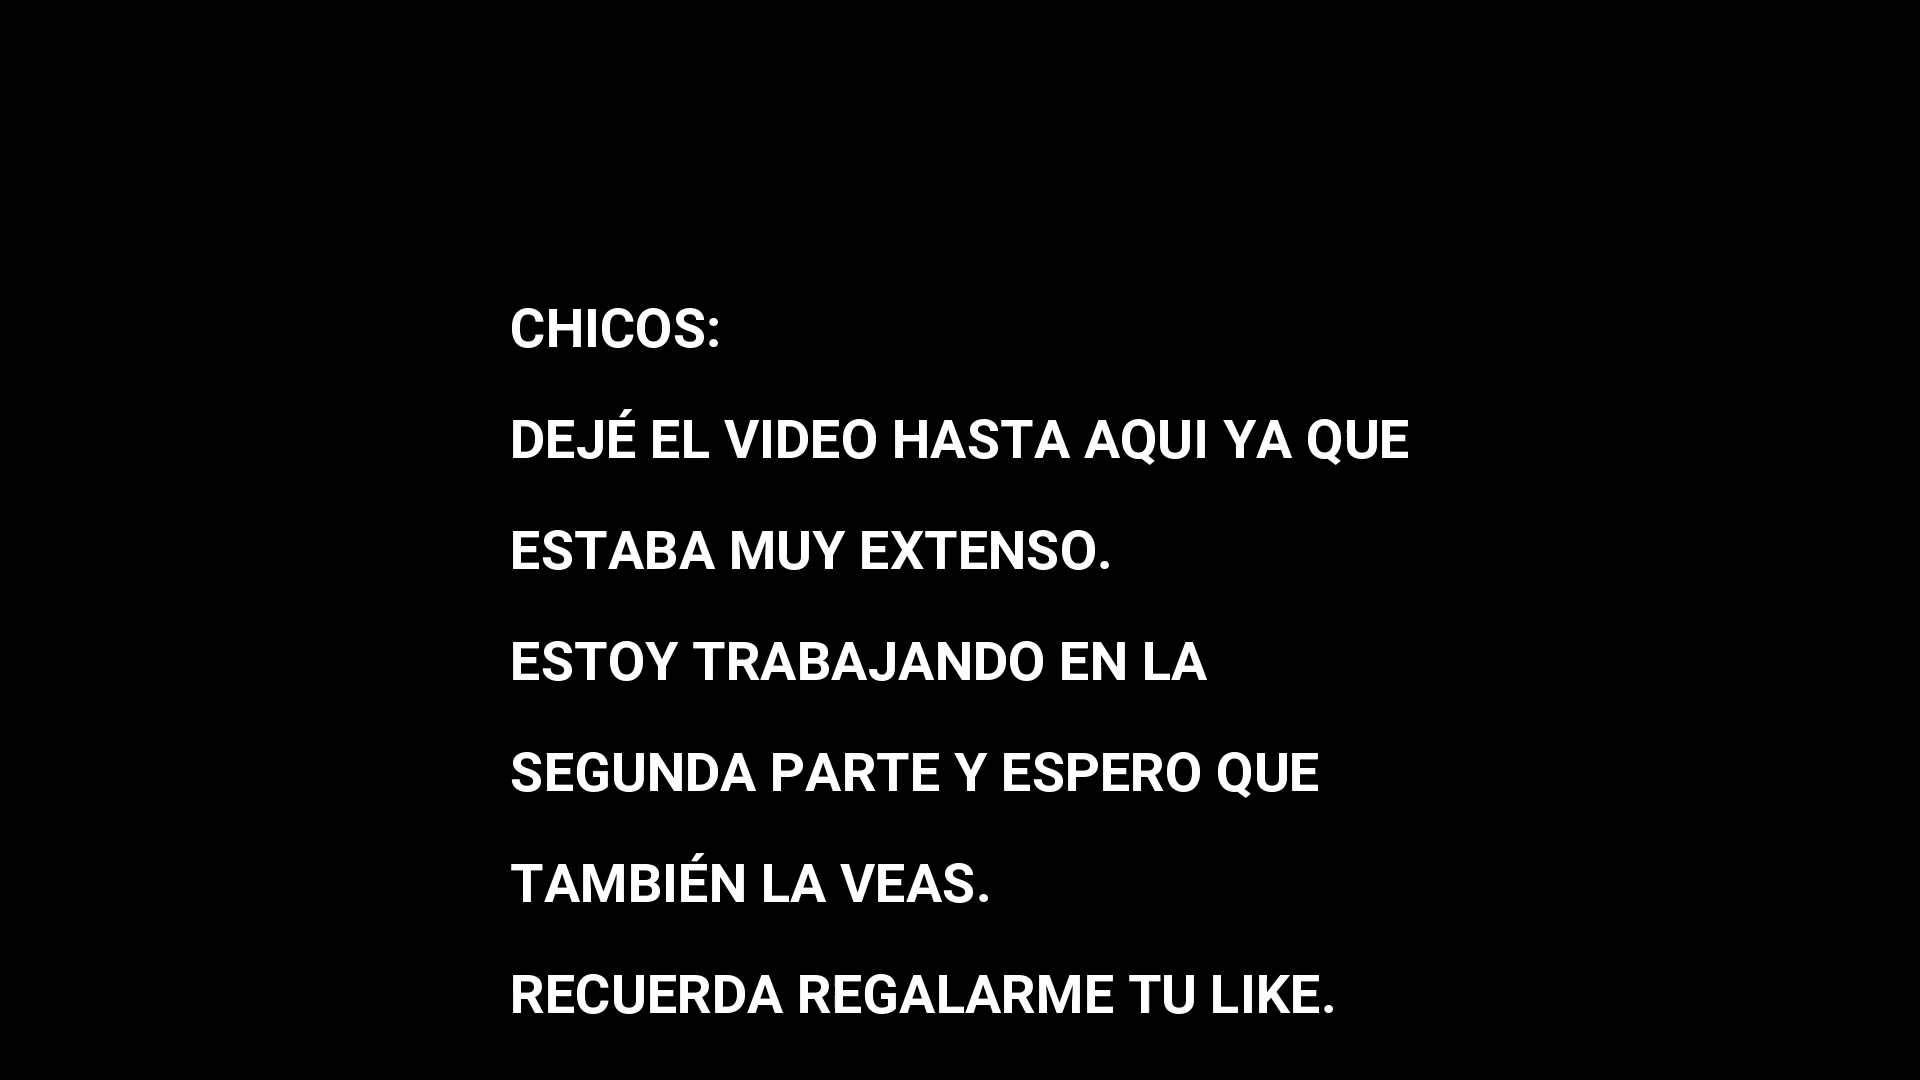 CHICOS:
DEJÉ EL VIDEO HASTA AQUI YA QUE
ESTABA MUY EXTENSO.
ESTOY TRABAJANDO EN LA
SEGUNDA PARTE Y ESPERO QUE
TAMBIÉN LA VEAS.
RECUERDA REGALARME TU LIKE.